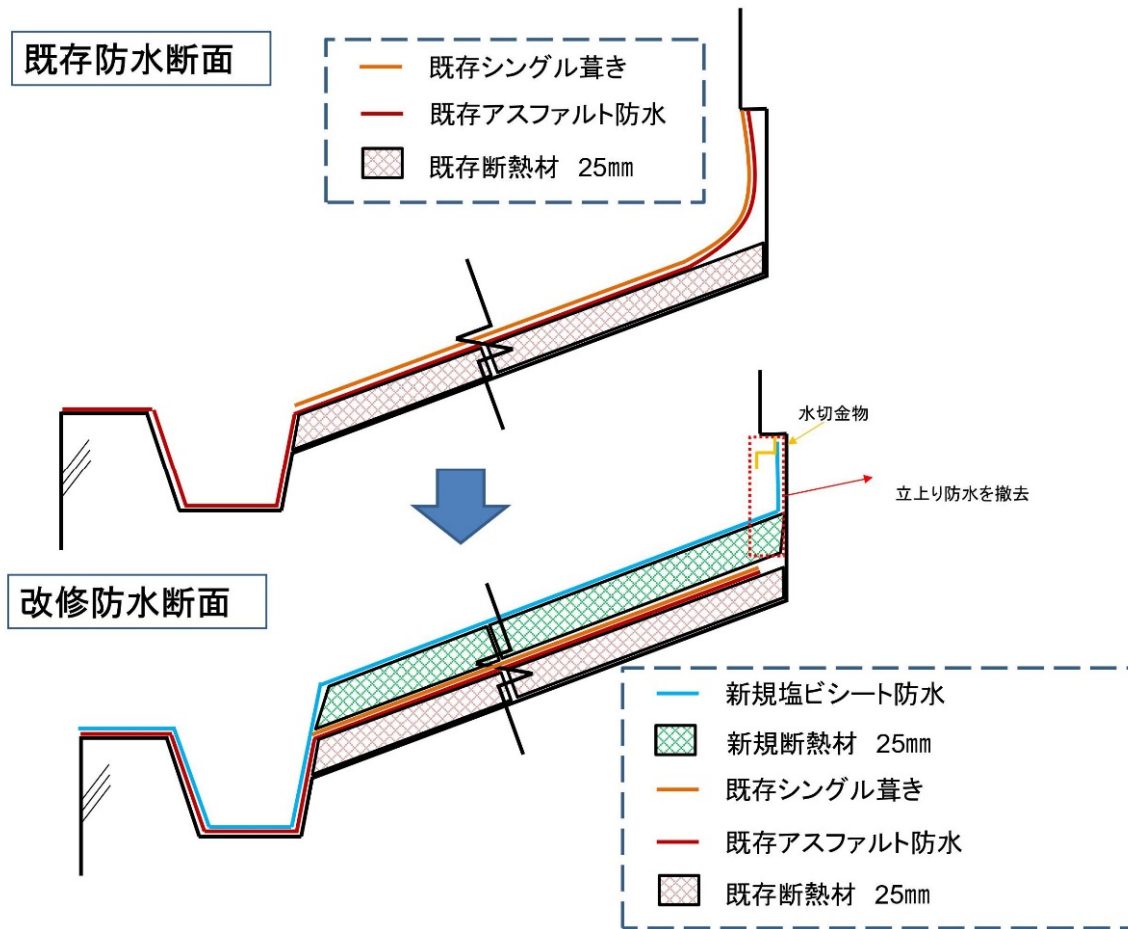 既存防水断面
既存シングル葺き
既存アスファルト防水
既存断熱材 25㎜
水切金物
立上り防水を撤去
改修防水断面
新規塩ビシート防水
新規断熱材 25㎜
既存シングル葺き
既存アスファルト防水
既存断熱材 25㎜